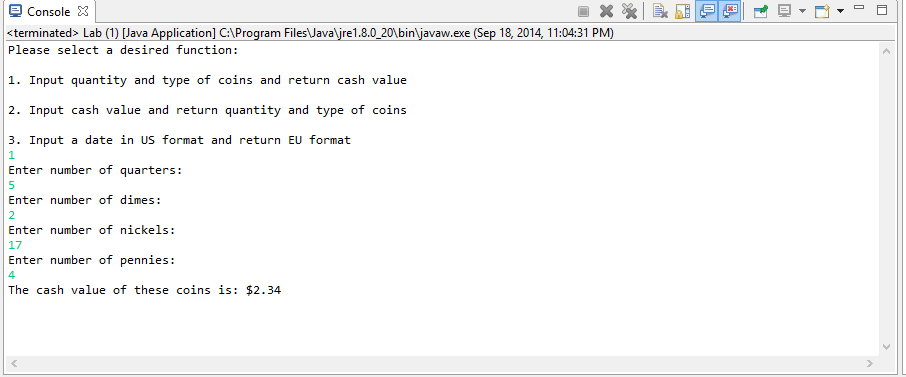 Console
<terminated> Lab (1) [Java Application] C:\Program Files\Java\jre1.8.0_20\bin\javaw.exe (Sep 18, 2014, 11:04:31 PM)
Please select a desired function:
1. Input quantity and type of coins and return cash value
2. Input cash value and return quantity and type of coins
3. Input a date in US format and return EU format
1
Enter number of quarters:
5
Enter number of dimes:
2
Enter number of nickels:
17
Enter number of pennies:
4
The cash value of these coins is: $2.34